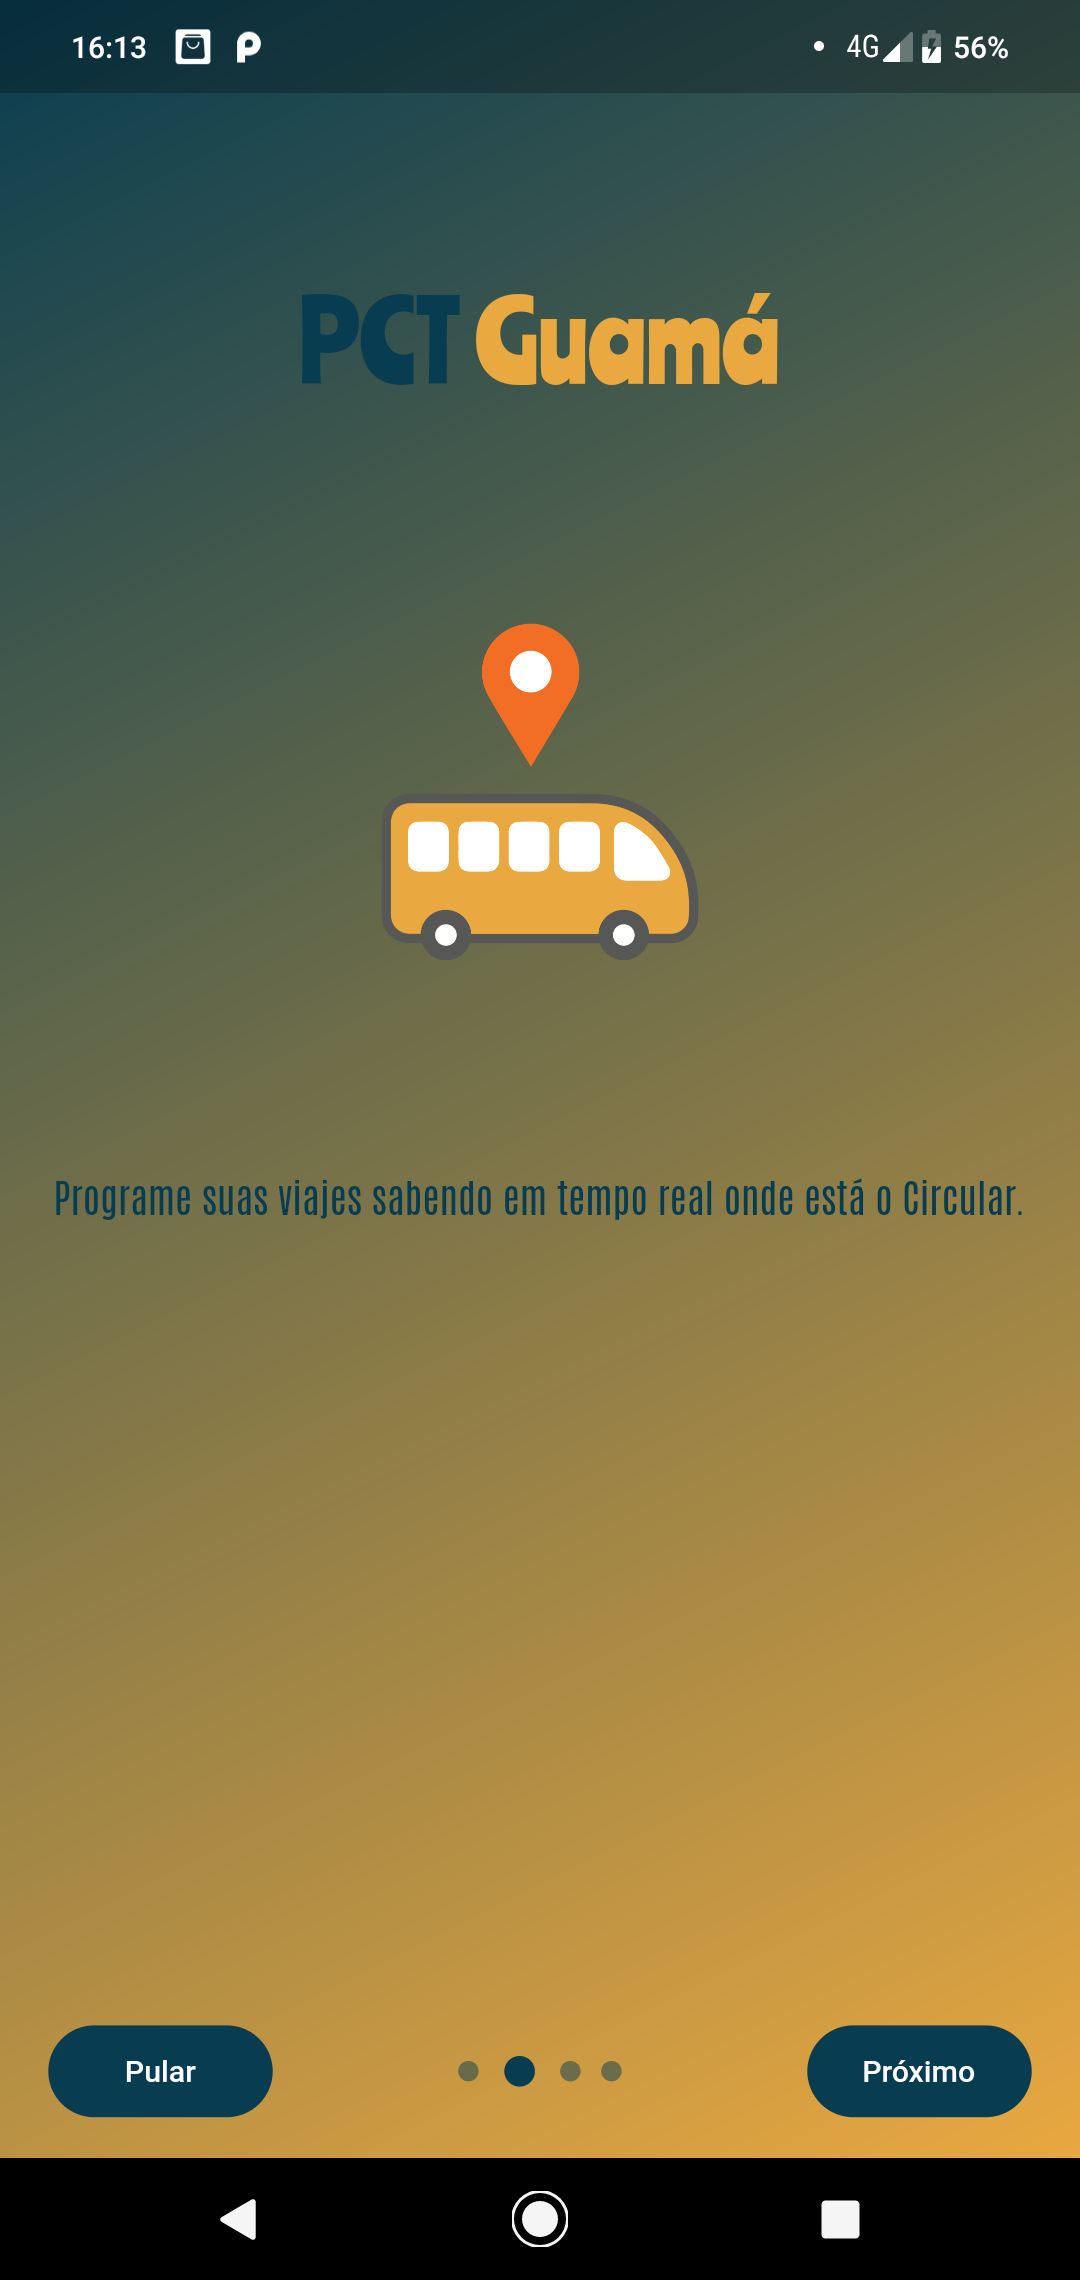 16:13
4G 56%
PCT Guamá
Programe suas viajes sabendo em tempo real onde está o Circular.
Pular
Próximo